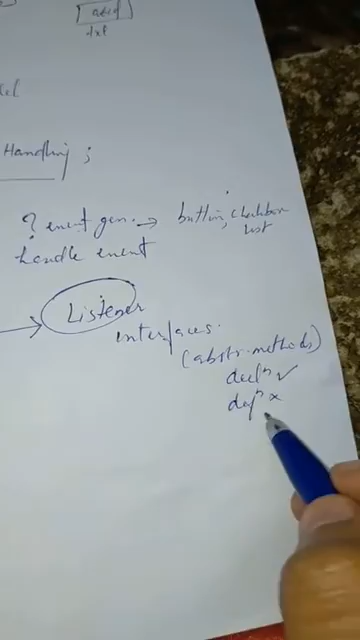 Handling ;
? event gen. → button, checkbox
list
handle event
→ Listener
interfaces.
(abstr. methods)
decl^n ✓
def^n ×